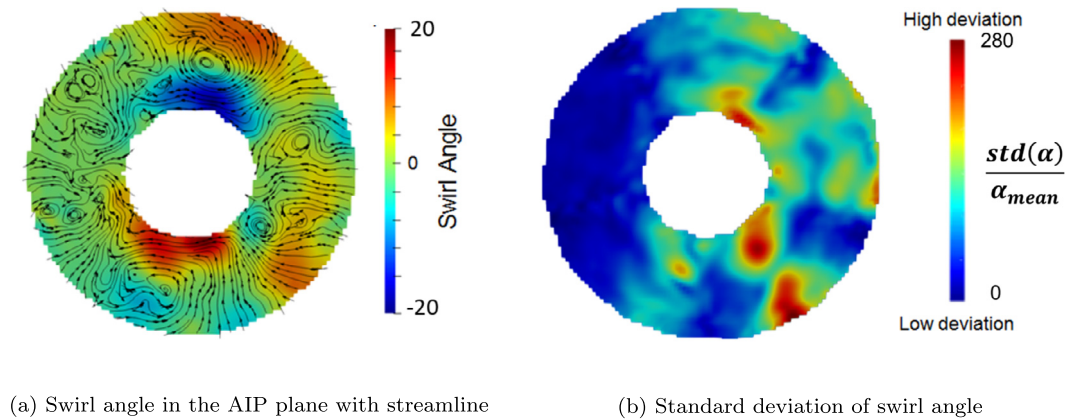 20
0
-20
Swirl Angle
High deviation
280
std(α)
α_mean
0
Low deviation
(a) Swirl angle in the AIP plane with streamline
(b) Standard deviation of swirl angle